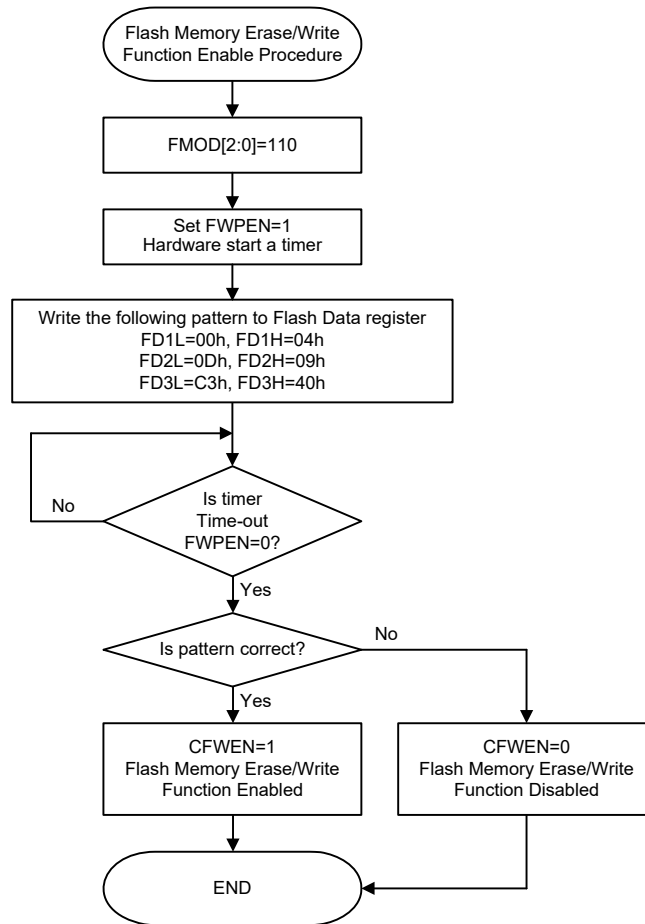 Flash Memory Erase/Write
Function Enable Procedure
FMOD[2:0]=110
Set FWPEN=1
Hardware start a timer
Write the following pattern to Flash Data register
FD1L=00h, FD1H=04h
FD2L=0Dh, FD2H=09h
FD3L=C3h, FD3H=40h
No
Is timer
Time-out
FWPEN=0?
Yes
Is pattern correct?
No
Yes
CFWEN=1
Flash Memory Erase/Write
Function Enabled
CFWEN=0
Flash Memory Erase/Write
Function Disabled
END